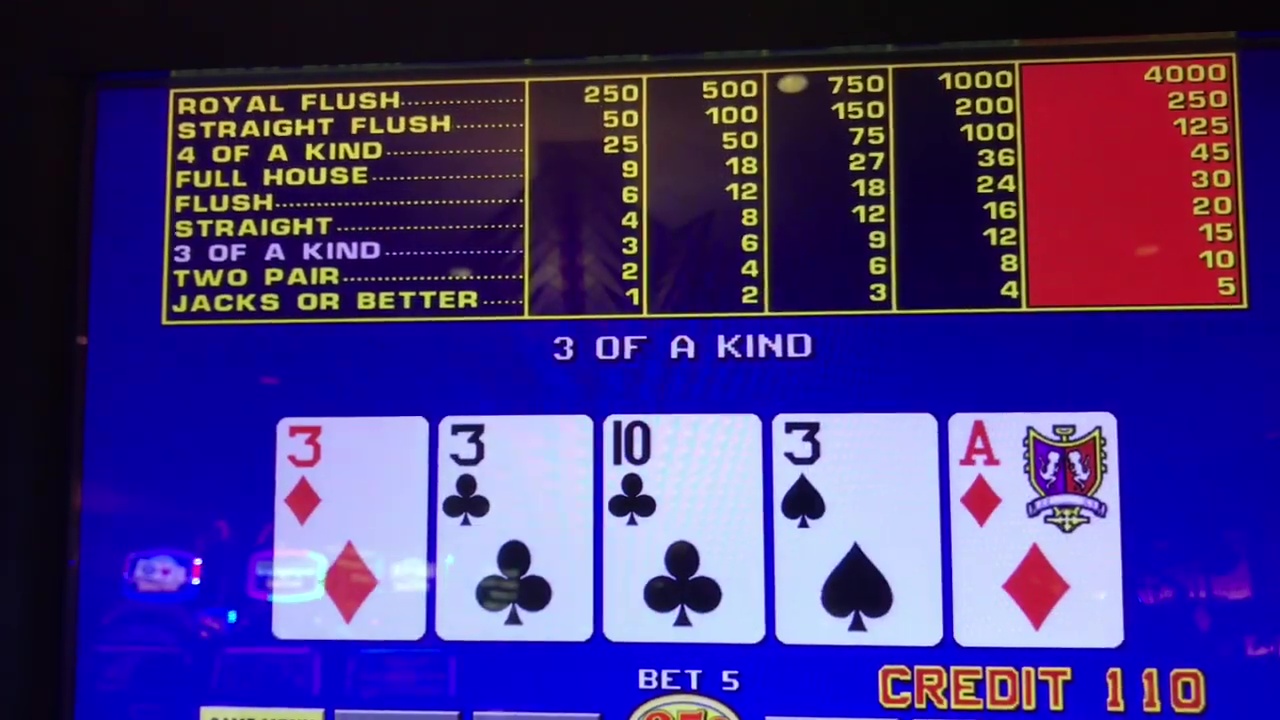 ROYAL FLUSH 250 500 750 1000 4000
STRAIGHT FLUSH 50 100 150 200 250
4 OF A KIND 25 50 75 100 125
FULL HOUSE 9 18 27 36 45
FLUSH 6 12 18 24 30
STRAIGHT 4 8 12 16 20
3 OF A KIND 3 6 9 12 15
TWO PAIR 2 4 6 8 10
JACKS OR BETTER 1 2 3 4 5
3 OF A KIND
3 3 10 3 A
BET 5
CREDIT 110